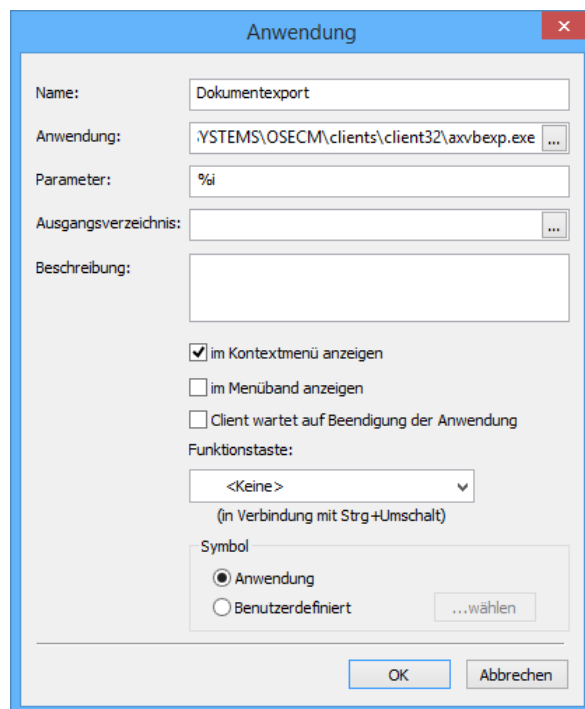 Anwendung
Name: Dokumentexport
Anwendung: YSTEMS\OSECM\clients\client32\axvbexp.exe ...
Parameter: %i
Ausgangsverzeichnis: ...
Beschreibung:
im Kontextmenü anzeigen
im Menüband anzeigen
Client wartet auf Beendigung der Anwendung
Funktionstaste:
<Keine>
(in Verbindung mit Strg+Umschalt)
Symbol
Anwendung
Benutzerdefiniert ...wählen
OK Abbrechen